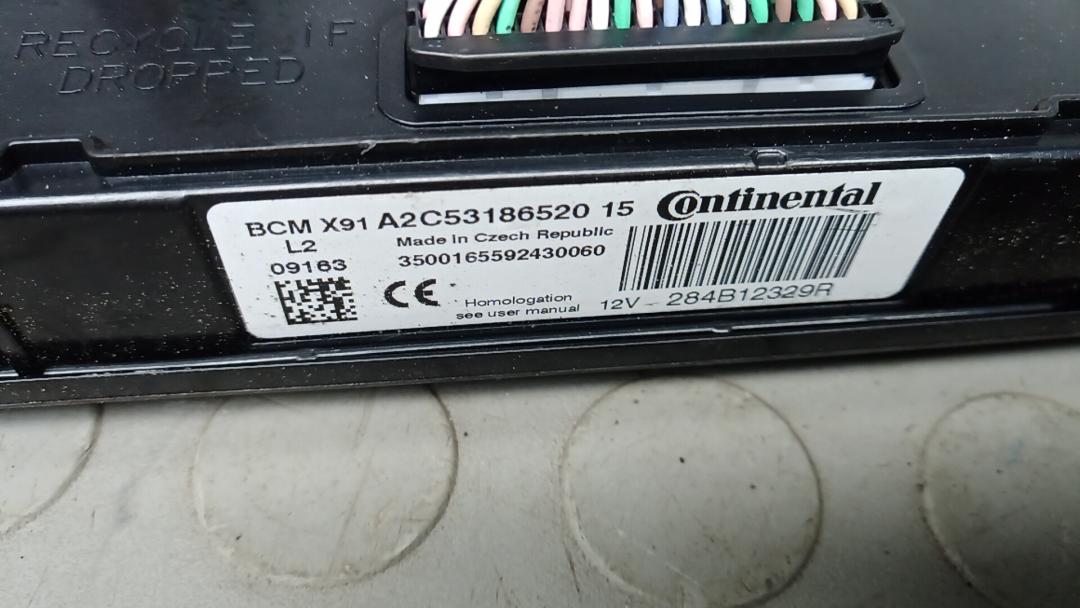 RECYCLE IF
DROPPED
BCM X91 A2C53186520 15 Continental
L2 Made in Czech Republic
09163 3500165592430060
CE Homologation
see user manual
12V - 284B12329R